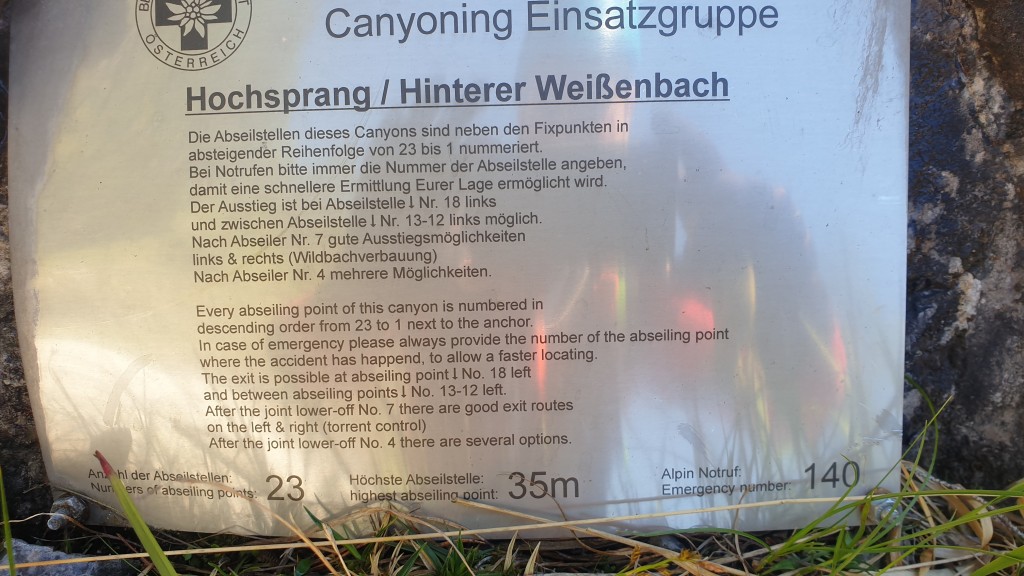 ÖSTERREICH
Canyoning Einsatzgruppe
Hochsprang / Hinterer Weißenbach
Die Abseilstellen dieses Canyons sind neben den Fixpunkten in
absteigender Reihenfolge von 23 bis 1 nummeriert.
Bei Notrufen bitte immer die Nummer der Abseilstelle angeben,
damit eine schnellere Ermittlung Eurer Lage ermöglicht wird.
Der Ausstieg ist bei Abseilstelle ↓ Nr. 18 links
und zwischen Abseilstelle ↓ Nr. 13-12 links möglich.
Nach Abseiler Nr. 7 gute Ausstiegsmöglichkeiten
links & rechts (Wildbachverbauung)
Nach Abseiler Nr. 4 mehrere Möglichkeiten.
Every abseiling point of this canyon is numbered in
descending order from 23 to 1 next to the anchor.
In case of emergency please always provide the number of the abseiling point
where the accident has happend, to allow a faster locating.
The exit is possible at abseiling point ↓ No. 18 left
and between abseiling points ↓ No. 13-12 left.
After the joint lower-off No. 7 there are good exit routes
on the left & right (torrent control)
After the joint lower-off No. 4 there are several options.
Anzahl der Abseilstellen:
Numbers of abseiling points: 23
Höchste Abseilstelle:
highest abseiling point: 35m
Alpin Notruf:
Emergency number: 140